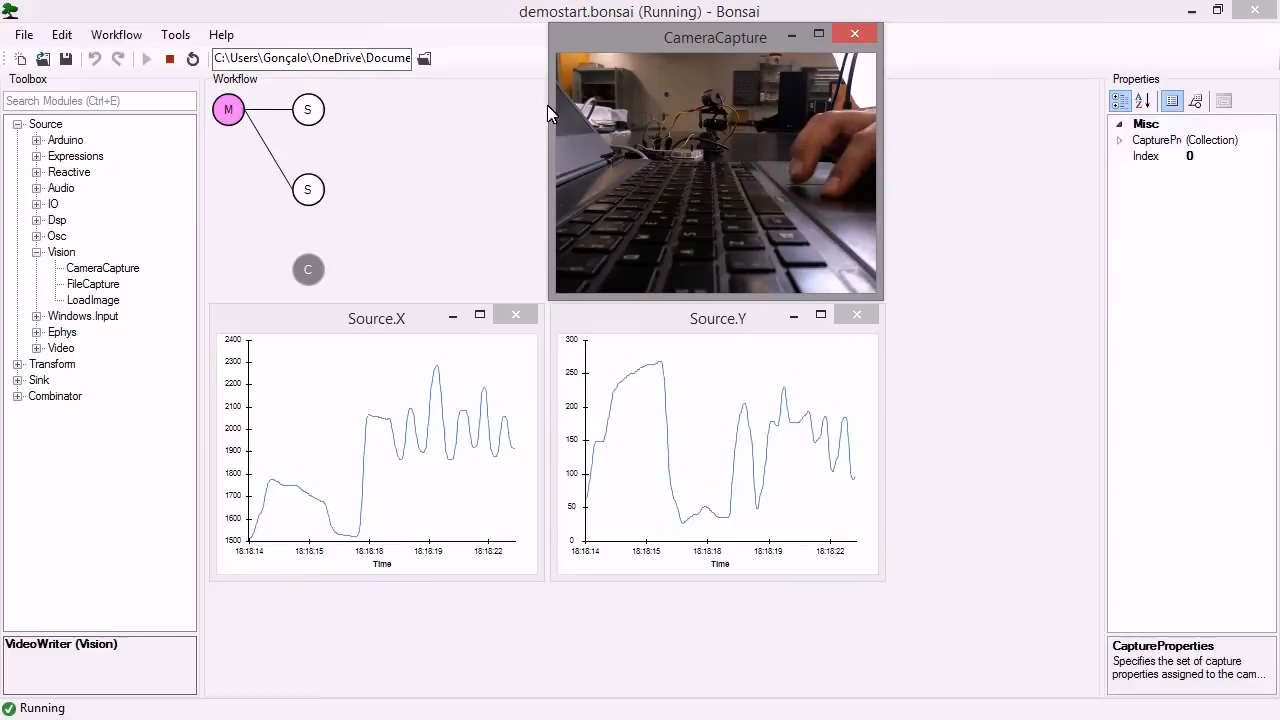 demostart.bonsai (Running) - Bonsai
File Edit Workflow Tools Help
C:\Users\Gonçalo\OneDrive\Docume
Toolbox
Search Modules (Ctrl+E)
Source
Arduino
Expressions
Reactive
Audio
IO
Dsp
Osc
Vision
CameraCapture
FileCapture
LoadImage
Windows.Input
Ephys
Video
Transform
Sink
Combinator
VideoWriter (Vision)
Running
Workflow
M
S
S
C
CameraCapture
Source.X
2400
2300
2200
2100
2000
1900
1800
1700
1600
1500
18:18:14 18:18:15 18:18:18 18:18:19 18:18:22
Time
Source.Y
300
250
200
150
100
50
0
18:18:14 18:18:15 18:18:18 18:18:19 18:18:22
Time
Properties
Misc
CapturePr (Collection)
Index 0
CaptureProperties
Specifies the set of capture
properties assigned to the cam...